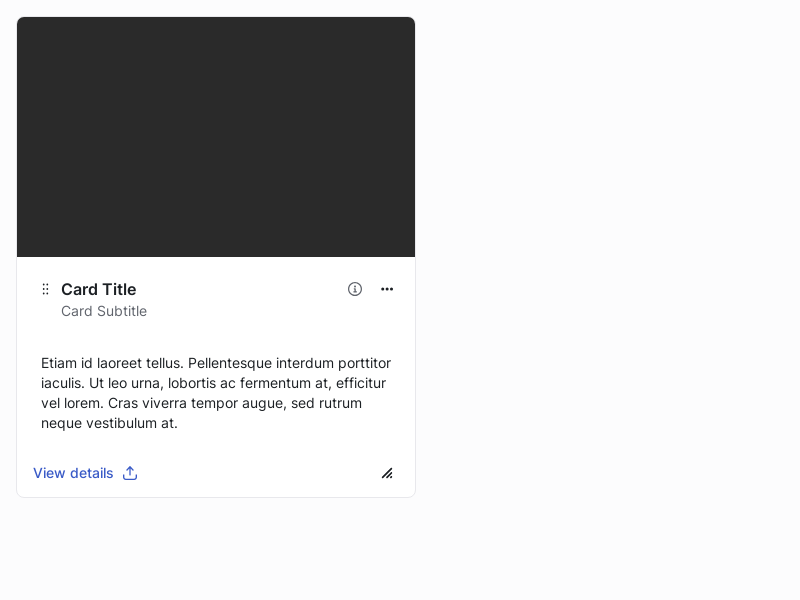 Card Title
Card Subtitle
Etiam id laoreet tellus. Pellentesque interdum porttitor
iaculis. Ut leo urna, lobortis ac fermentum at, efficitur
vel lorem. Cras viverra tempor augue, sed rutrum
neque vestibulum at.
View details